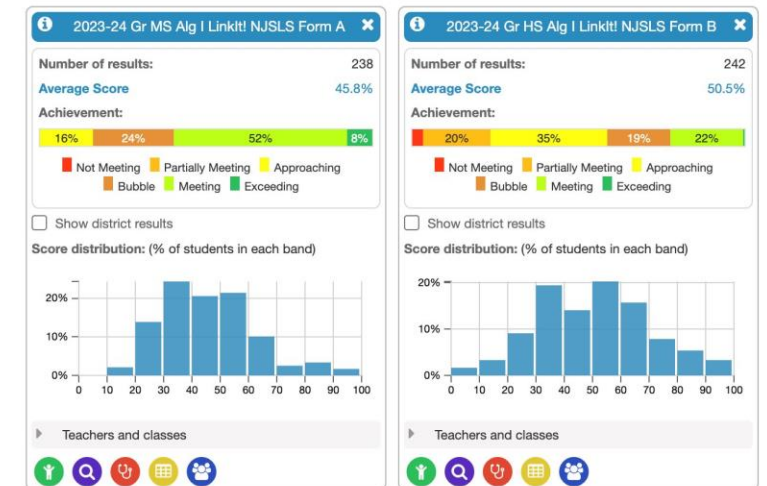 2023-24 Gr MS Alg I LinkIt! NJSLS Form A
Number of results: 238
Average Score 45.8%
Achievement:
16% 24% 52% 8%
Not Meeting Partially Meeting Approaching
Bubble Meeting Exceeding
Show district results
Score distribution: (% of students in each band)
20%
10%
0%
0 10 20 30 40 50 60 70 80 90 100
Teachers and classes
2023-24 Gr HS Alg I LinkIt! NJSLS Form B
Number of results: 242
Average Score 50.5%
Achievement:
20% 35% 19% 22%
Not Meeting Partially Meeting Approaching
Bubble Meeting Exceeding
Show district results
Score distribution: (% of students in each band)
20%
10%
0%
0 10 20 30 40 50 60 70 80 90 100
Teachers and classes